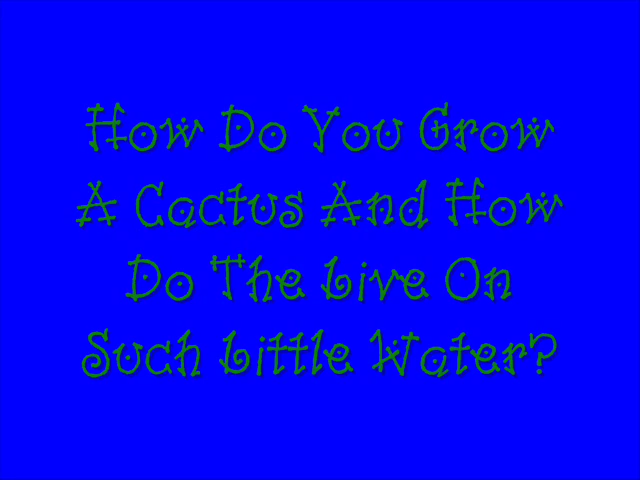 How Do You Grow
A Cactus And How
Do The Live On
Such Little Water?